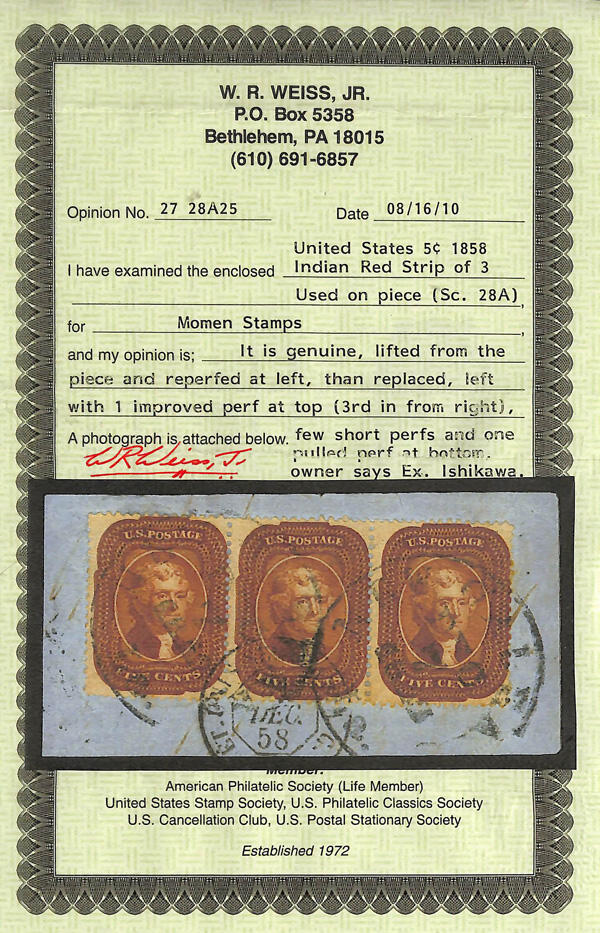 W. R. WEISS, JR.
P.O. Box 5358
Bethlehem, PA 18015
(610) 691-6857
Opinion No. 27 28A25 Date 08/16/10
United States 5¢ 1858
I have examined the enclosed Indian Red Strip of 3
Used on piece (Sc. 28A),
for Momen Stamps,
and my opinion is; It is genuine, lifted from the
piece and reperfed at left, than replaced, left
with 1 improved perf at top (3rd in from right),
A photograph is attached below. few short perfs and one
WRWeiss, Jr. pulled perf at bottom,
owner says Ex. Ishikawa.
U.S. POSTAGE U.S. POSTAGE U.S. POSTAGE
FIVE CENTS FIVE CENTS FIVE CENTS
DEC.
58
Member:
American Philatelic Society (Life Member)
United States Stamp Society, U.S. Philatelic Classics Society
U.S. Cancellation Club, U.S. Postal Stationary Society
Established 1972